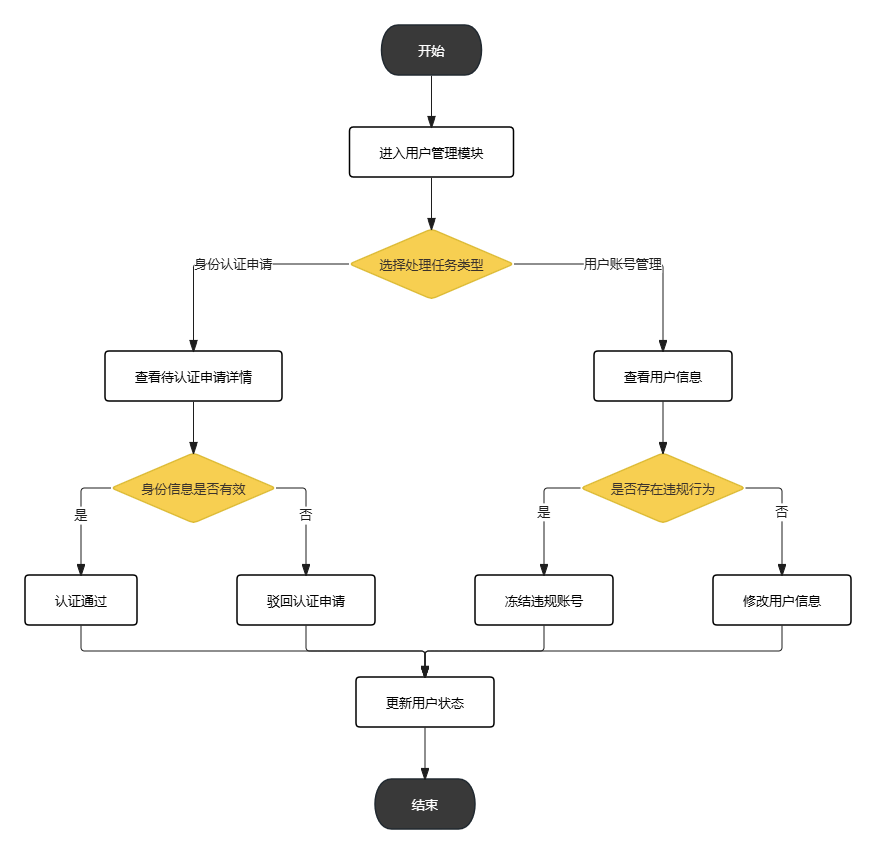 开始
进入用户管理模块
身份认证申请
选择处理任务类型
用户账号管理
查看待认证申请详情
查看用户信息
身份信息是否有效
是否存在违规行为
是
否
是
否
认证通过
驳回认证申请
冻结违规账号
修改用户信息
更新用户状态
结束